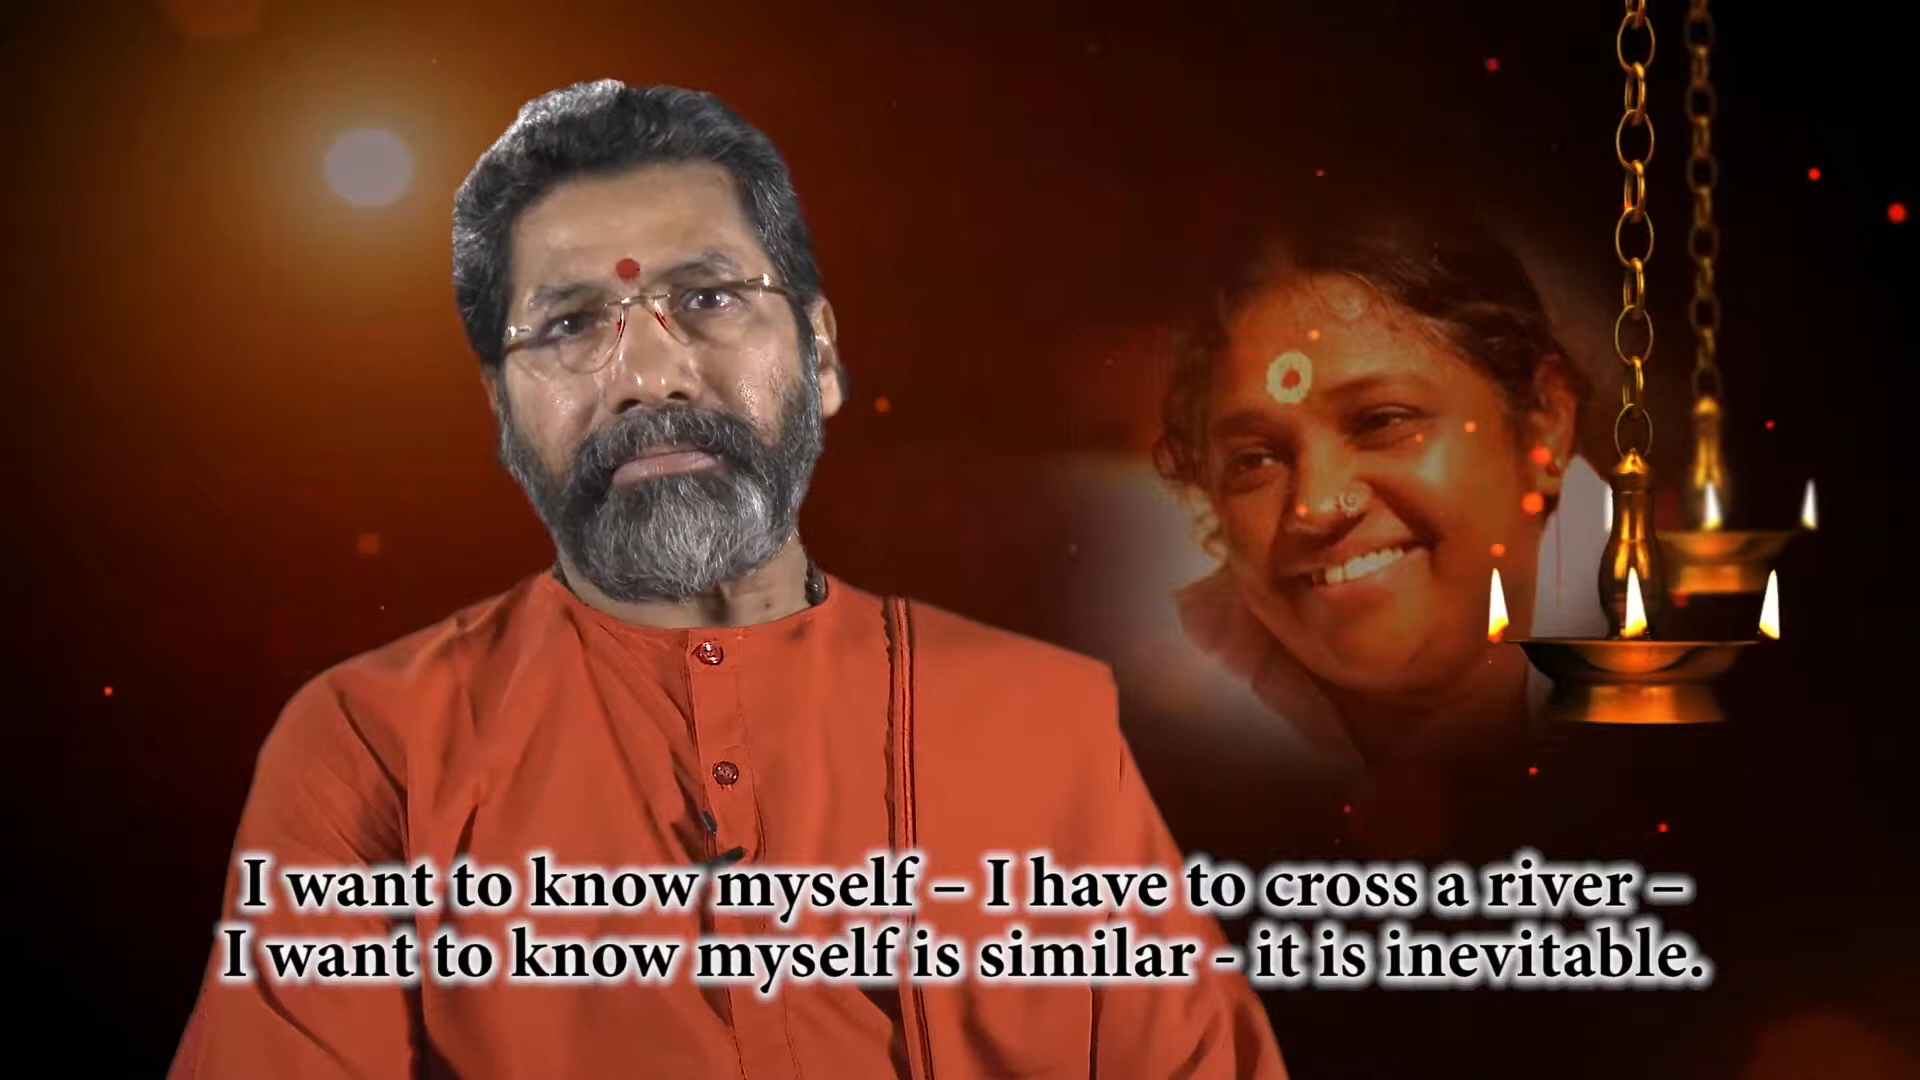 I want to know myself – I have to cross a river –
I want to know myself is similar - it is inevitable.